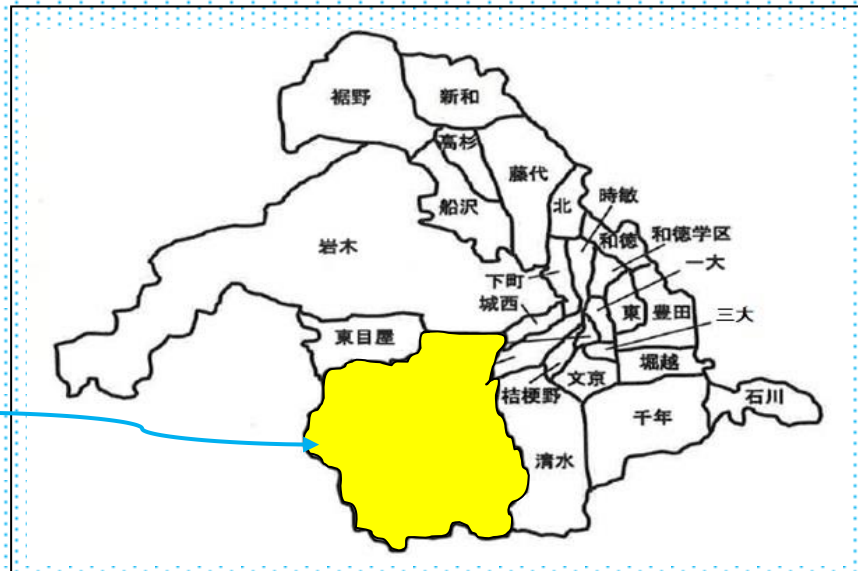 裾野
新和
高杉
藤代
船沢
北
時敏
岩木
和徳
和徳学区
下町
一大
城西
東
豊田
三大
東目屋
堀越
桔梗野
文京
石川
千年
清水